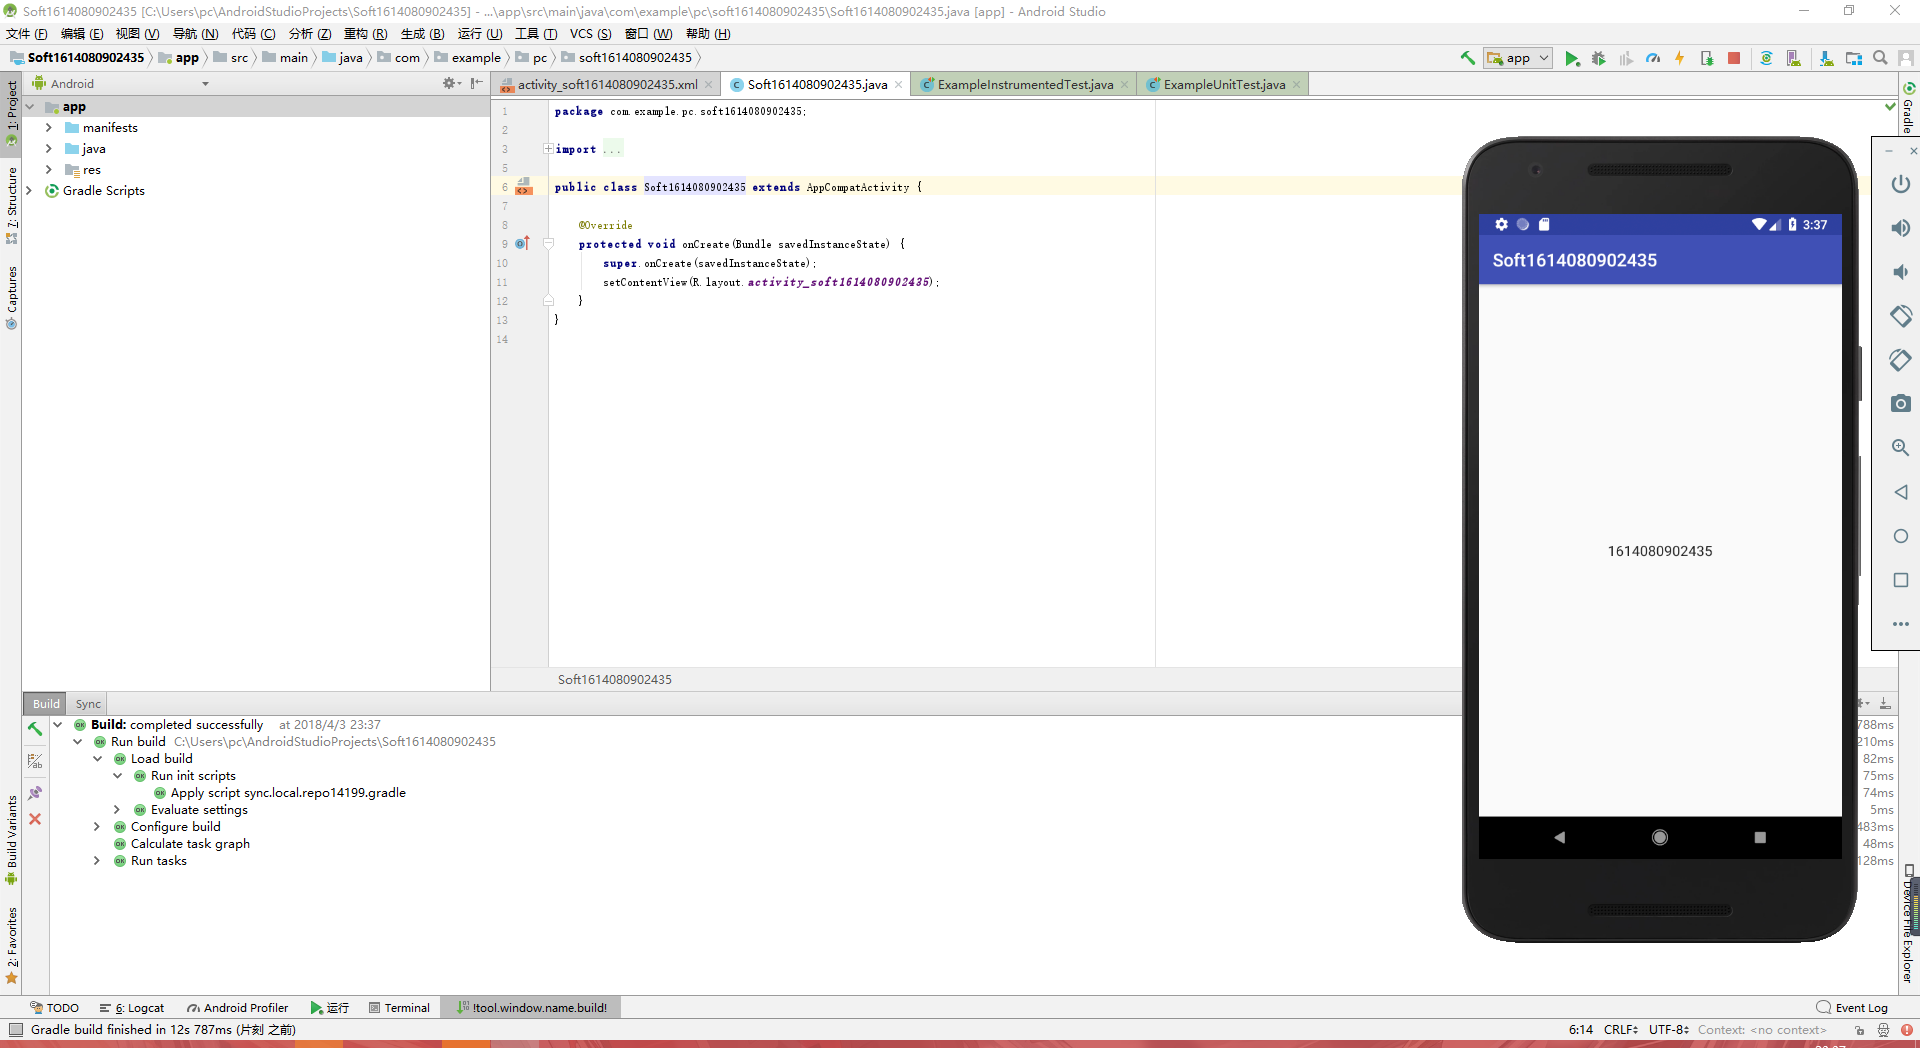 Soft1614080902435 [C:\Users\pc\AndroidStudioProjects\Soft1614080902435] - ...\app\src\main\java\com\example\pc\soft1614080902435\Soft1614080902435.java [app] - Android Studio
文件 (F) 编辑 (E) 视图 (V) 导航 (N) 代码 (C) 分析 (Z) 重构 (R) 生成 (B) 运行 (U) 工具 (T) VCS (S) 窗口 (W) 帮助 (H)
Soft1614080902435 app src main java com example pc soft1614080902435 app
Android activity_soft1614080902435.xml Soft1614080902435.java ExampleInstrumentedTest.java ExampleUnitTest.java
1: Project
7: Structure
Captures
Build Variants
2: Favorites
app
manifests
java
res
Gradle Scripts
1 package com.example.pc.soft1614080902435;
2
3 import ...
5
6 public class Soft1614080902435 extends AppCompatActivity {
7
8 @Override
9 protected void onCreate(Bundle savedInstanceState) {
10 super.onCreate(savedInstanceState);
11 setContentView(R.layout.activity_soft1614080902435);
12 }
13 }
14
Soft1614080902435
3:37
Soft1614080902435
1614080902435
Gradle
Device File Explorer
Build Sync
Build: completed successfully at 2018/4/3 23:37 788ms
Run build C:\Users\pc\AndroidStudioProjects\Soft1614080902435 210ms
Load build 82ms
Run init scripts 75ms
Apply script sync.local.repo14199.gradle 74ms
Evaluate settings 5ms
Configure build 483ms
Calculate task graph 48ms
Run tasks 128ms
TODO 6: Logcat Android Profiler 运行 Terminal !tool.window.name.build! Event Log
Gradle build finished in 12s 787ms (片刻 之前) 6:14 CRLF UTF-8 Context: <no context>